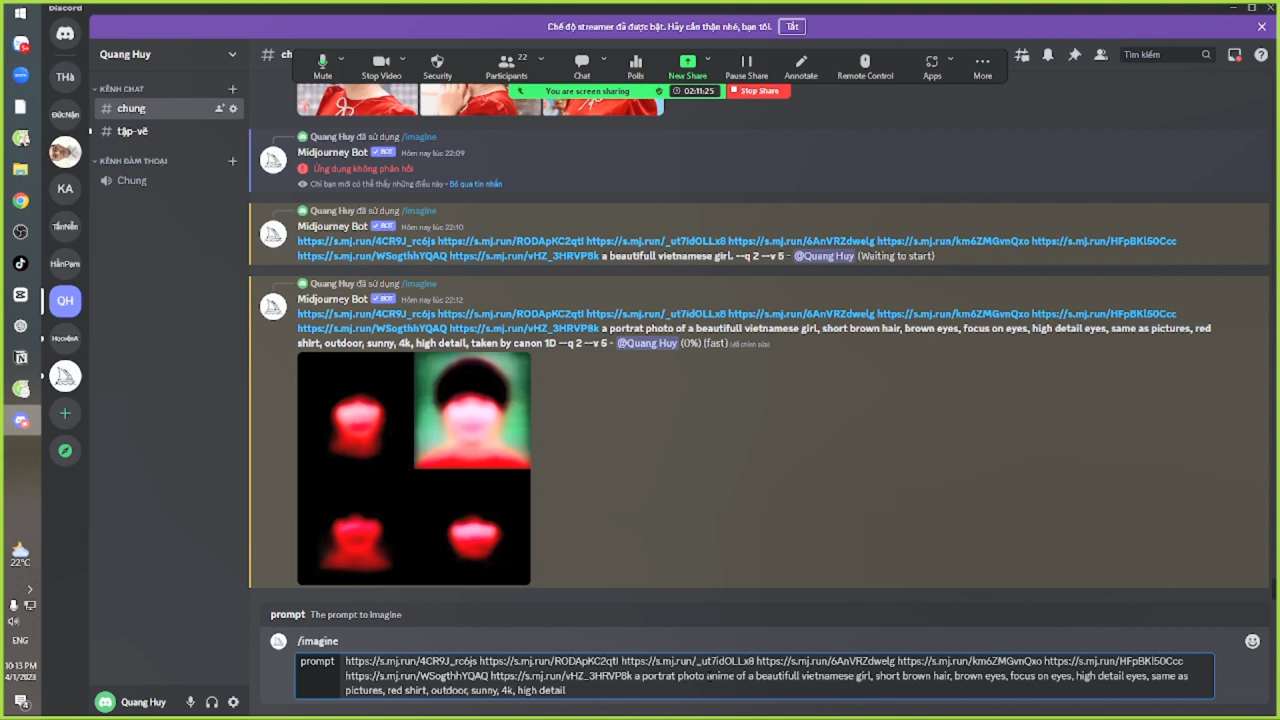 Discord
Chế độ streamer đã được bật. Hãy cẩn thận nhé, bạn tôi. Tắt
Quang Huy
# ch
Mute
Stop Video
Security
Participants
22
Chat
Polls
New Share
Pause Share
Annotate
Remote Control
Apps
More
Tìm kiếm
You are screen sharing
02:11:25
Stop Share
THà
ĐứcNận
KA
HắnPạm
QH
HoọvậnA
KÊNH CHAT
# chung
# tập-vẽ
KÊNH ĐÀM THOẠI
Chung
Quang Huy đã sử dụng /imagine
Midjourney Bot BOT Hôm nay lúc 22:09
Ứng dụng không phản hồi
Chỉ bạn mới có thể thấy những điều này • Bỏ qua tin nhắn
Quang Huy đã sử dụng /imagine
Midjourney Bot BOT Hôm nay lúc 22:10
https://s.mj.run/4CR9J_rc6js https://s.mj.run/RODApKC2qtI https://s.mj.run/_ut7idOLLx8 https://s.mj.run/6AnVRZdwelg https://s.mj.run/km6ZMGvnQxo https://s.mj.run/HFpBKl50Ccc
https://s.mj.run/WSogthhYQAQ https://s.mj.run/vHZ_3HRVP8k a beautifull vietnamese girl. --q 2 --v 5 - @Quang Huy (Waiting to start)
Quang Huy đã sử dụng /imagine
Midjourney Bot BOT Hôm nay lúc 22:12
https://s.mj.run/4CR9J_rc6js https://s.mj.run/RODApKC2qtI https://s.mj.run/_ut7idOLLx8 https://s.mj.run/6AnVRZdwelg https://s.mj.run/km6ZMGvnQxo https://s.mj.run/HFpBKl50Ccc
https://s.mj.run/WSogthhYQAQ https://s.mj.run/vHZ_3HRVP8k a portrat photo of a beautifull vietnamese girl, short brown hair, brown eyes, focus on eyes, high detail eyes, same as pictures, red
shirt, outdoor, sunny, 4k, high detail, taken by canon 1D --q 2 --v 5 - @Quang Huy (0%) (fast) (đã chỉnh sửa)
prompt The prompt to imagine
/imagine
prompt https://s.mj.run/4CR9J_rc6js https://s.mj.run/RODApKC2qtI https://s.mj.run/_ut7idOLLx8 https://s.mj.run/6AnVRZdwelg https://s.mj.run/km6ZMGvnQxo https://s.mj.run/HFpBKl50Ccc
https://s.mj.run/WSogthhYQAQ https://s.mj.run/vHZ_3HRVP8k a portrat photo anime of a beautifull vietnamese girl, short brown hair, brown eyes, focus on eyes, high detail eyes, same as
pictures, red shirt, outdoor, sunny, 4k, high detail
Quang Huy
22°C
ENG
10:13 PM
4/1/2023